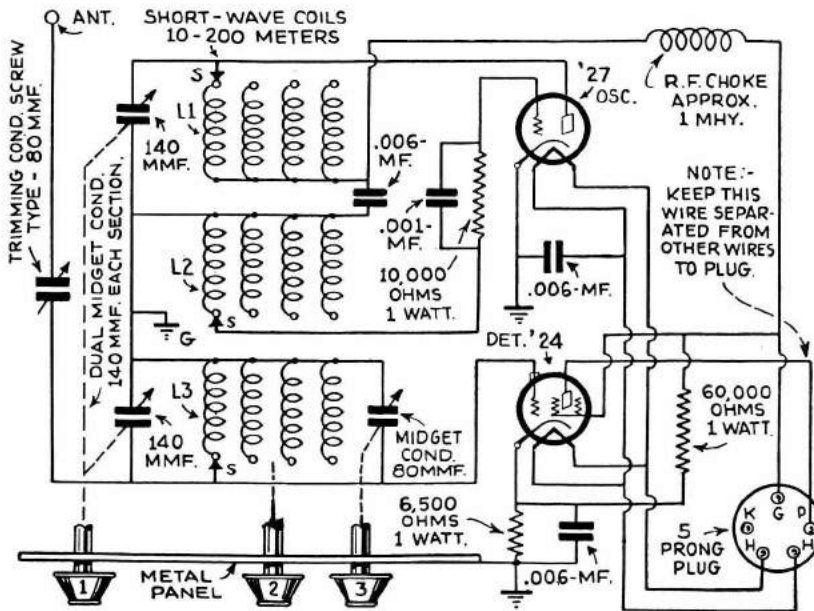 ANT.
SHORT-WAVE COILS
10-200 METERS
TRIMMING COND. SCREW
TYPE - 80 MMF.
DUAL MIDGET COND.
140 MMF. EACH SECTION.
140
MMF.
S
L1
.006-
MF.
.001-
MF.
10,000
OHMS
1 WATT.
'27
OSC.
R.F. CHOKE
APPROX.
1 MHY.
NOTE:-
KEEP THIS
WIRE SEPAR-
ATED FROM
OTHER WIRES
TO PLUG.
L2
S
G
.006-MF.
DET. '24
L3
S
140
MMF.
MIDGET
COND.
80MMF.
60,000
OHMS
1 WATT.
6,500
OHMS
1 WATT.
.006-MF.
5
PRONG
PLUG
K
G
P
H
H
METAL
PANEL
1
2
3